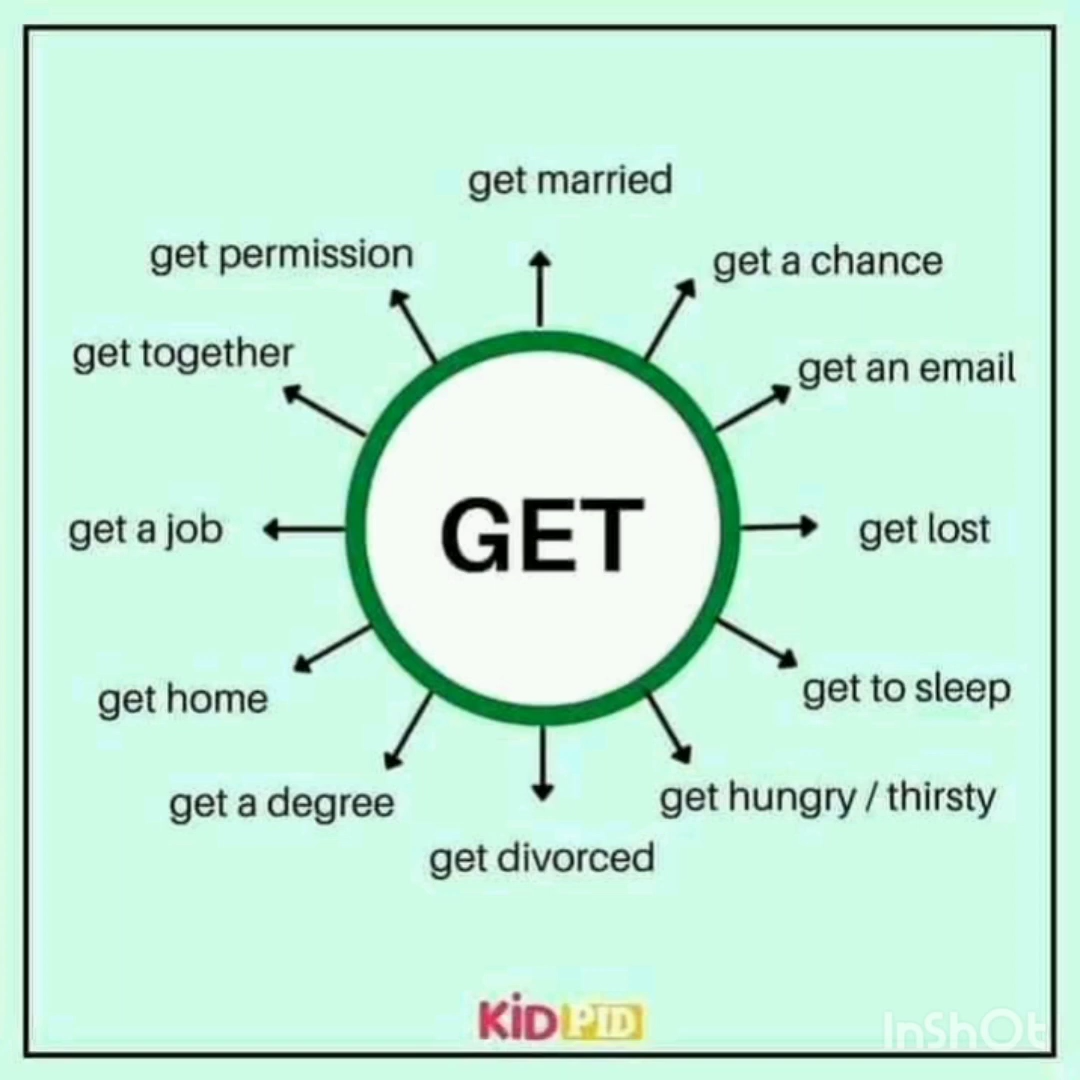 get married
get permission
get a chance
get together
get an email
get a job
GET
get lost
get home
get to sleep
get a degree
get hungry / thirsty
get divorced
KiDPID
InShOt